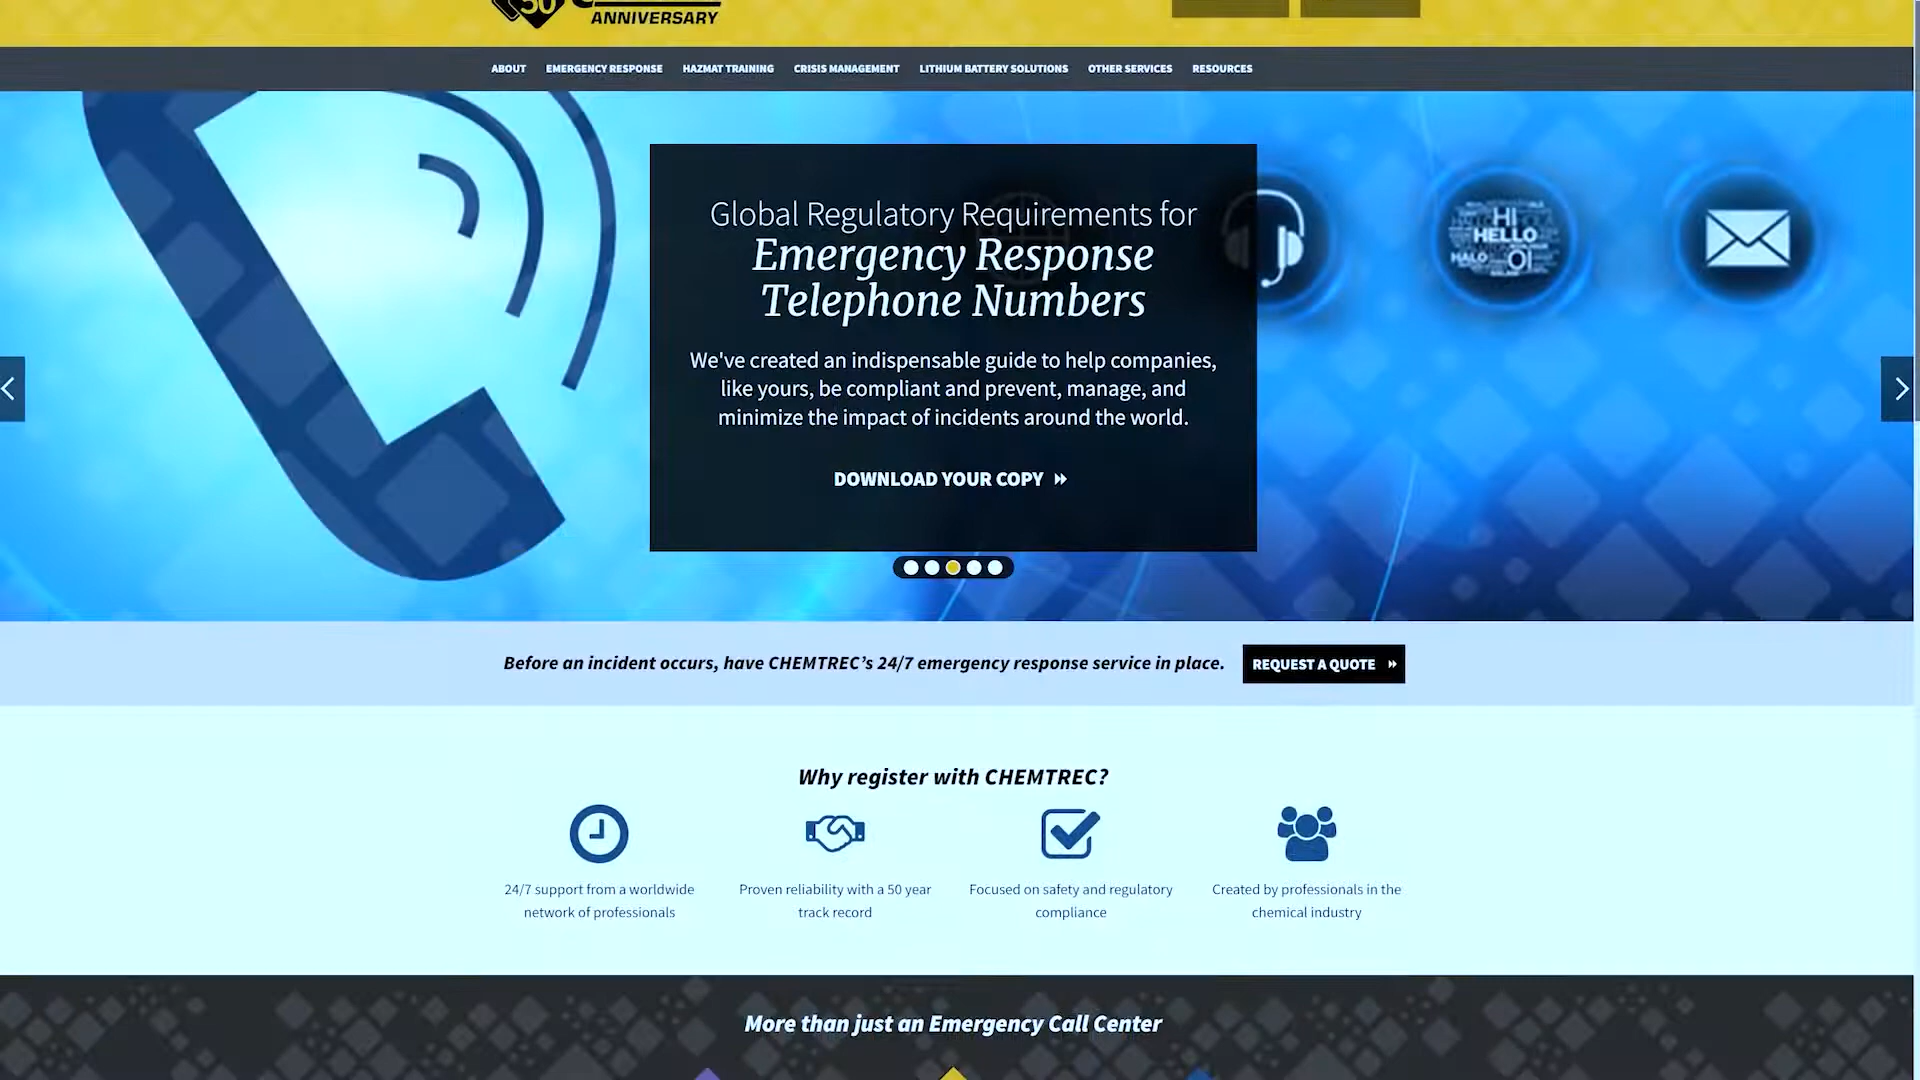 50
ANNIVERSARY
ABOUT EMERGENCY RESPONSE HAZMAT TRAINING CRISIS MANAGEMENT LITHIUM BATTERY SOLUTIONS OTHER SERVICES RESOURCES
Global Regulatory Requirements for
Emergency Response
Telephone Numbers
We've created an indispensable guide to help companies,
like yours, be compliant and prevent, manage, and
minimize the impact of incidents around the world.
DOWNLOAD YOUR COPY
HI
HELLO
HALO OI
Before an incident occurs, have CHEMTREC's 24/7 emergency response service in place.
REQUEST A QUOTE
Why register with CHEMTREC?
24/7 support from a worldwide
network of professionals
Proven reliability with a 50 year
track record
Focused on safety and regulatory
compliance
Created by professionals in the
chemical industry
More than just an Emergency Call Center